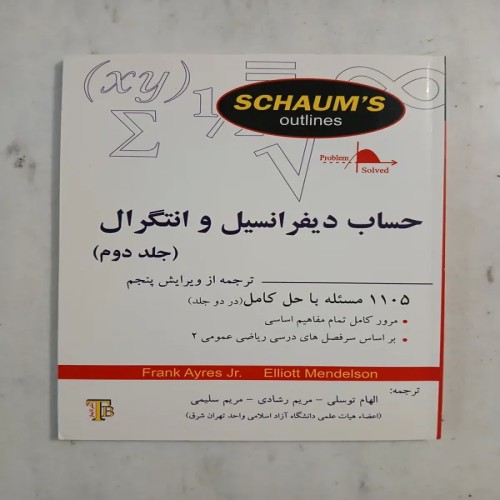 (xy)
SCHAUM'S
outlines
Problem
Solved
حساب دیفرانسیل و انتگرال
(جلد دوم)
ترجمه از ویرایش پنجم
۱۱۰۵ مسئله با حل کامل (در دو جلد)
• مرور کامل تمام مفاهیم اساسی
• بر اساس سرفصل های درسی ریاضی عمومی ۲
Frank Ayres Jr. Elliott Mendelson
ترجمه:
الهام توسلی - مریم رشادی - مریم سلیمی
(اعضاء هیات علمی دانشگاه آزاد اسلامی واحد تهران شرق)